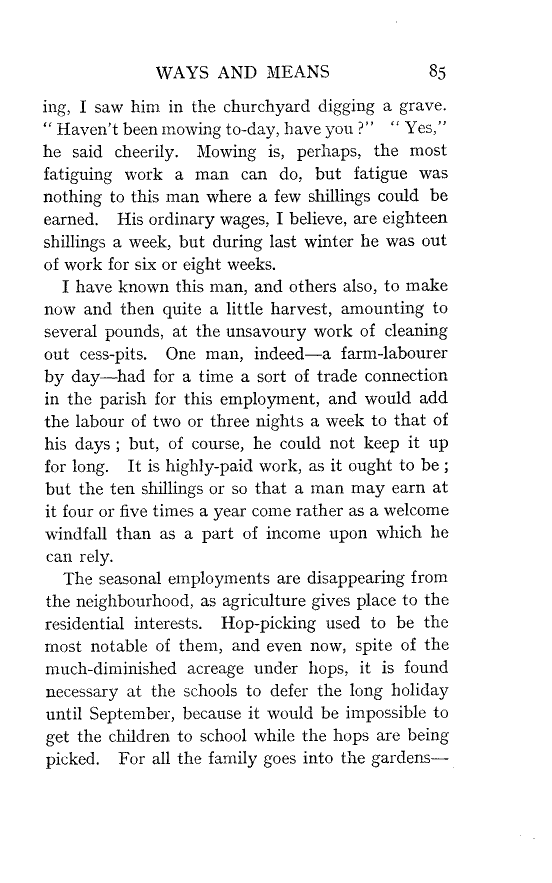 WAYS AND MEANS 85
ing, I saw him in the churchyard digging a grave.
“ Haven't been mowing to-day, have you ?” “ Yes,”
he said cheerily. Mowing is, perhaps, the most
fatiguing work a man can do, but fatigue was
nothing to this man where a few shillings could be
earned. His ordinary wages, I believe, are eighteen
shillings a week, but during last winter he was out
of work for six or eight weeks.
I have known this man, and others also, to make
now and then quite a little harvest, amounting to
several pounds, at the unsavoury work of cleaning
out cess-pits. One man, indeed—a farm-labourer
by day—had for a time a sort of trade connection
in the parish for this employment, and would add
the labour of two or three nights a week to that of
his days ; but, of course, he could not keep it up
for long. It is highly-paid work, as it ought to be ;
but the ten shillings or so that a man may earn at
it four or five times a year come rather as a welcome
windfall than as a part of income upon which he
can rely.
The seasonal employments are disappearing from
the neighbourhood, as agriculture gives place to the
residential interests. Hop-picking used to be the
most notable of them, and even now, spite of the
much-diminished acreage under hops, it is found
necessary at the schools to defer the long holiday
until September, because it would be impossible to
get the children to school while the hops are being
picked. For all the family goes into the gardens—